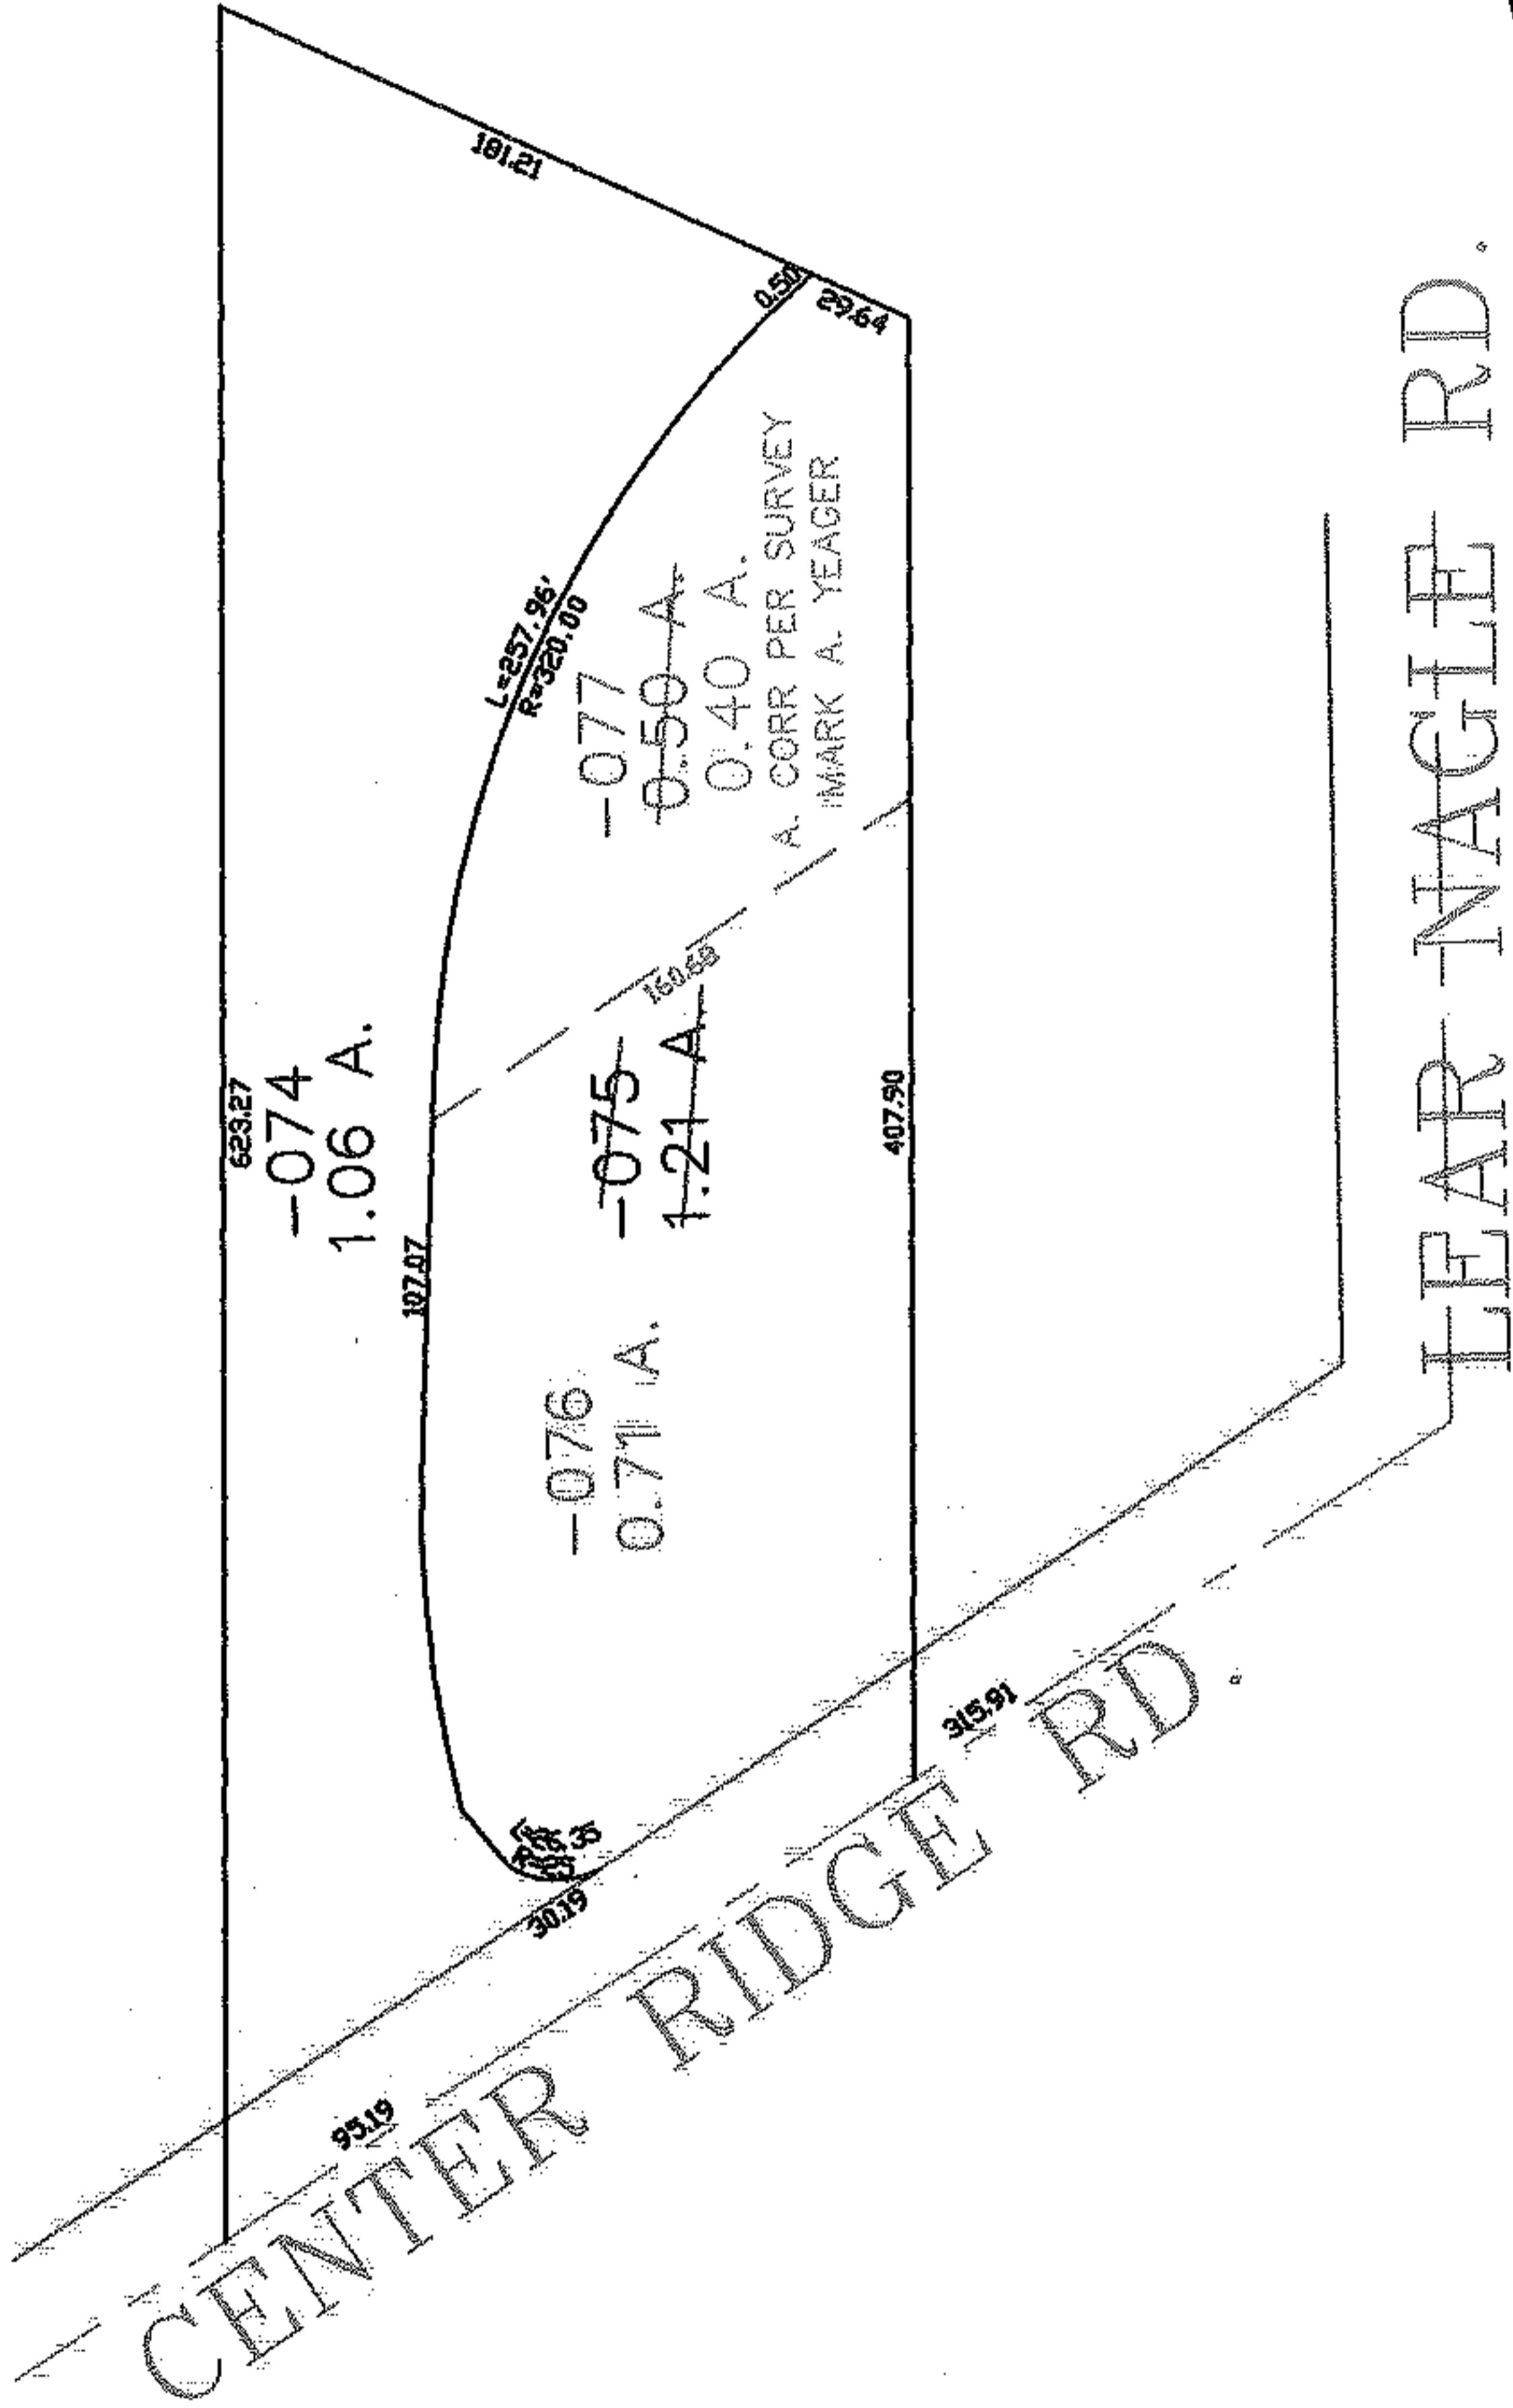 181.21
0.50'
29.64
L=257.96'
R=320.00
-077
0.50 A.
0.40 A.
A. CORR PER SURVEY
MARK A. YEAGER
160.68
623.27
-074
1.06 A.
107.07
-075
1.21 A.
407.90
-076
0.71 A.
30.19
315.91
95.19
CENTER RIDGE RD.
LEAR NAGLE RD.